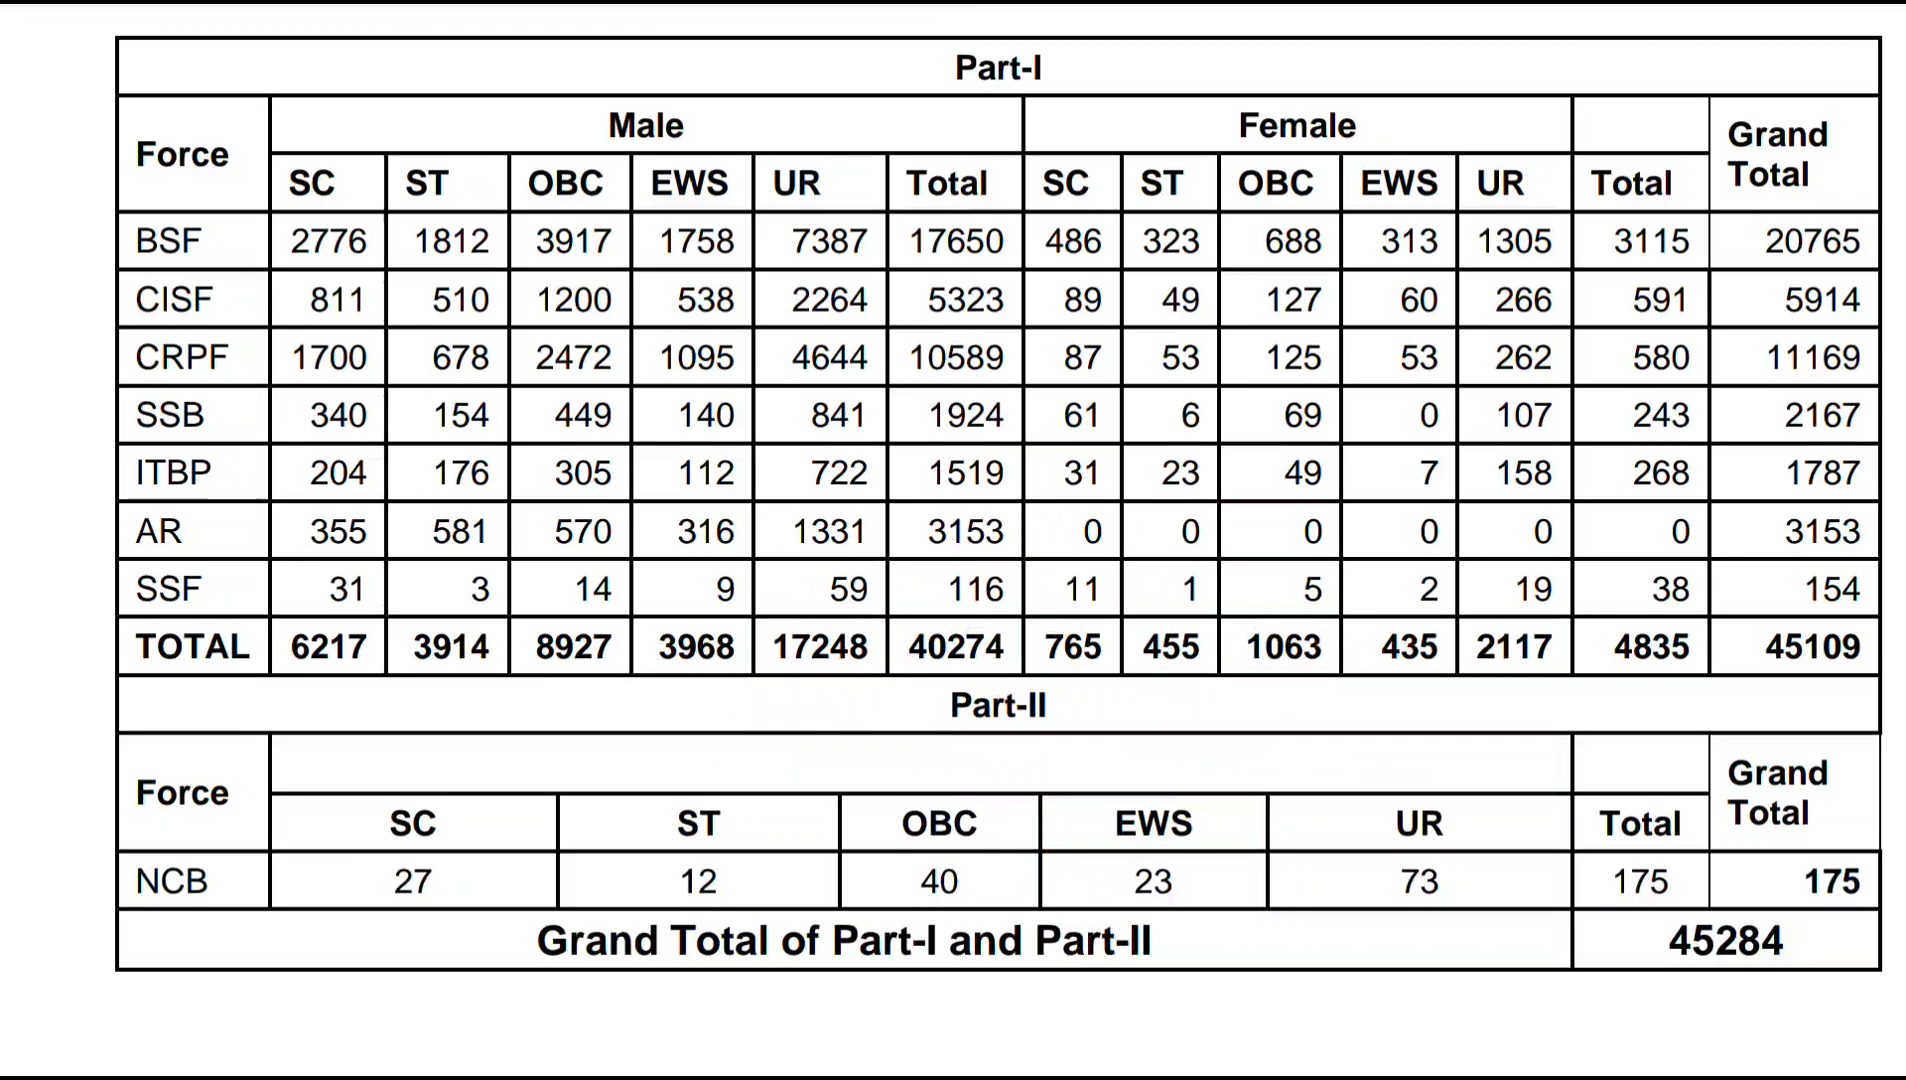 Part-I
Force Male Female Grand Total
SC ST OBC EWS UR Total SC ST OBC EWS UR Total
BSF 2776 1812 3917 1758 7387 17650 486 323 688 313 1305 3115 20765
CISF 811 510 1200 538 2264 5323 89 49 127 60 266 591 5914
CRPF 1700 678 2472 1095 4644 10589 87 53 125 53 262 580 11169
SSB 340 154 449 140 841 1924 61 6 69 0 107 243 2167
ITBP 204 176 305 112 722 1519 31 23 49 7 158 268 1787
AR 355 581 570 316 1331 3153 0 0 0 0 0 0 3153
SSF 31 3 14 9 59 116 11 1 5 2 19 38 154
TOTAL 6217 3914 8927 3968 17248 40274 765 455 1063 435 2117 4835 45109
Part-II
Force Grand Total
SC ST OBC EWS UR Total
NCB 27 12 40 23 73 175 175
Grand Total of Part-I and Part-II 45284